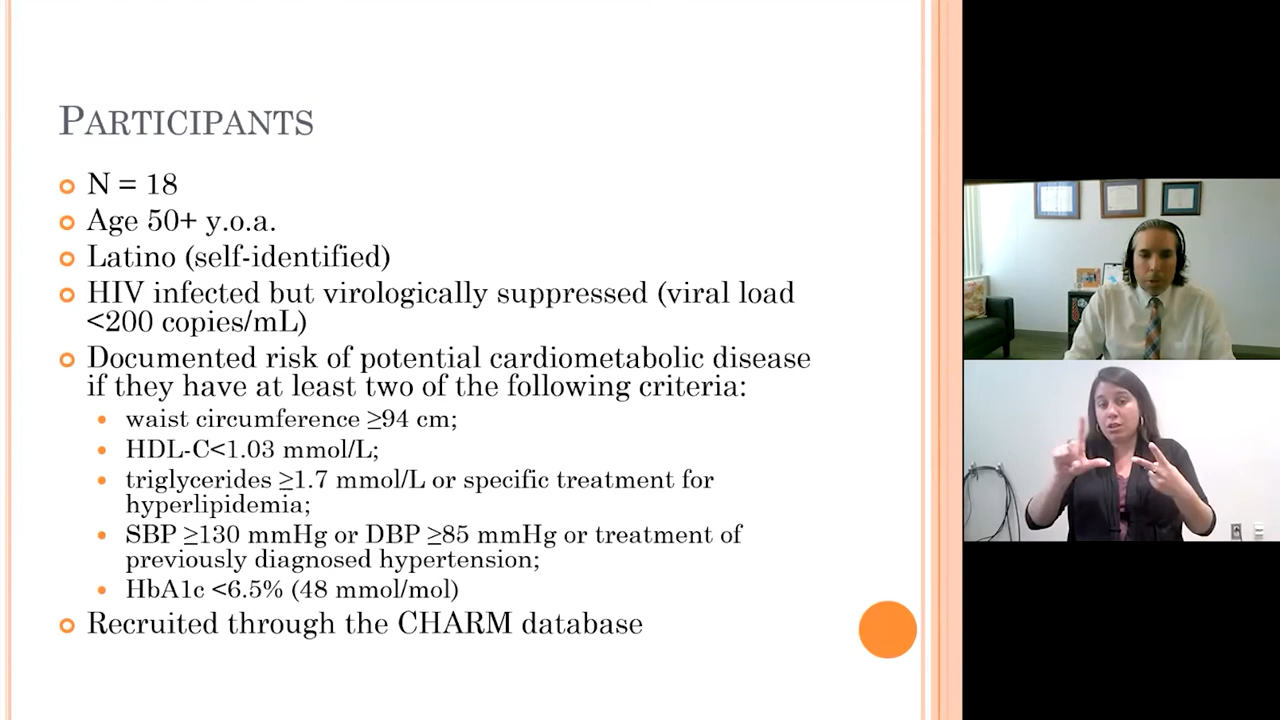 PARTICIPANTS
N = 18
Age 50+ y.o.a.
Latino (self-identified)
HIV infected but virologically suppressed (viral load
<200 copies/mL)
Documented risk of potential cardiometabolic disease
if they have at least two of the following criteria:
waist circumference ≥94 cm;
HDL-C<1.03 mmol/L;
triglycerides ≥1.7 mmol/L or specific treatment for
hyperlipidemia;
SBP ≥130 mmHg or DBP ≥85 mmHg or treatment of
previously diagnosed hypertension;
HbA1c <6.5% (48 mmol/mol)
Recruited through the CHARM database